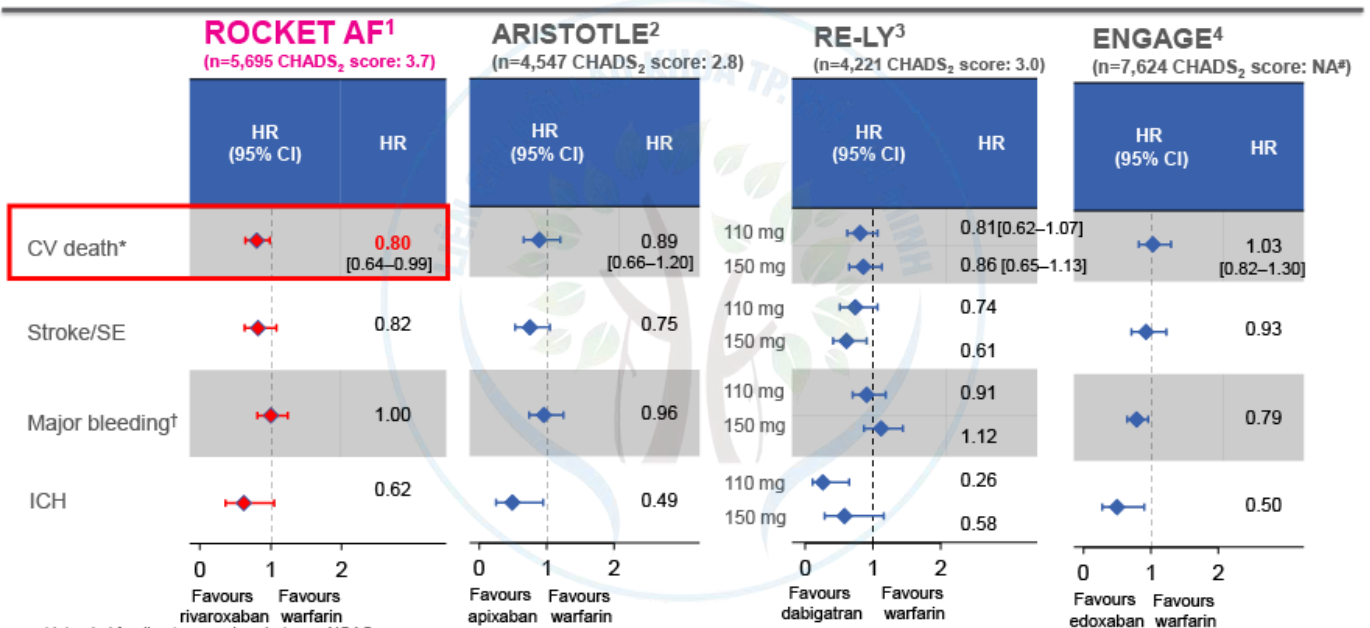 ROCKET AF1
(n=5,695 CHADS2 score: 3.7)
ARISTOTLE2
(n=4,547 CHADS2 score: 2.8)
RE-LY3
(n=4,221 CHADS2 score: 3.0)
ENGAGE4
(n=7,624 CHADS2 score: NA#)
HR
(95% CI)
HR
HR
(95% CI)
HR
HR
(95% CI)
HR
HR
(95% CI)
HR
CV death*
0.80
[0.64–0.99]
0.89
[0.66–1.20]
110 mg
0.81[0.62–1.07]
150 mg
0.86 [0.65–1.13]
1.03
[0.82–1.30]
Stroke/SE
0.82
0.75
110 mg
0.74
150 mg
0.61
0.93
Major bleeding†
1.00
0.96
110 mg
0.91
150 mg
1.12
0.79
ICH
0.62
0.49
110 mg
0.26
150 mg
0.58
0.50
0 1 2
Favours Favours
rivaroxaban warfarin
0 1 2
Favours Favours
apixaban warfarin
0 1 2
Favours Favours
dabigatran warfarin
0 1 2
Favours Favours
edoxaban warfarin